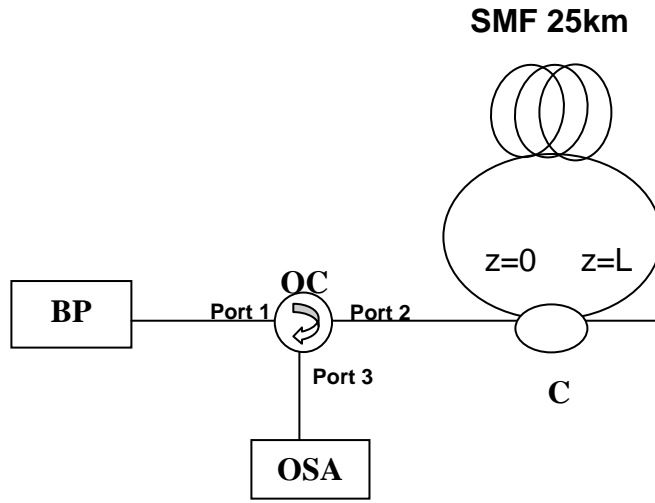 SMF 25km
z=0 z=L
OC
BP
Port 1
Port 2
C
Port 3
OSA